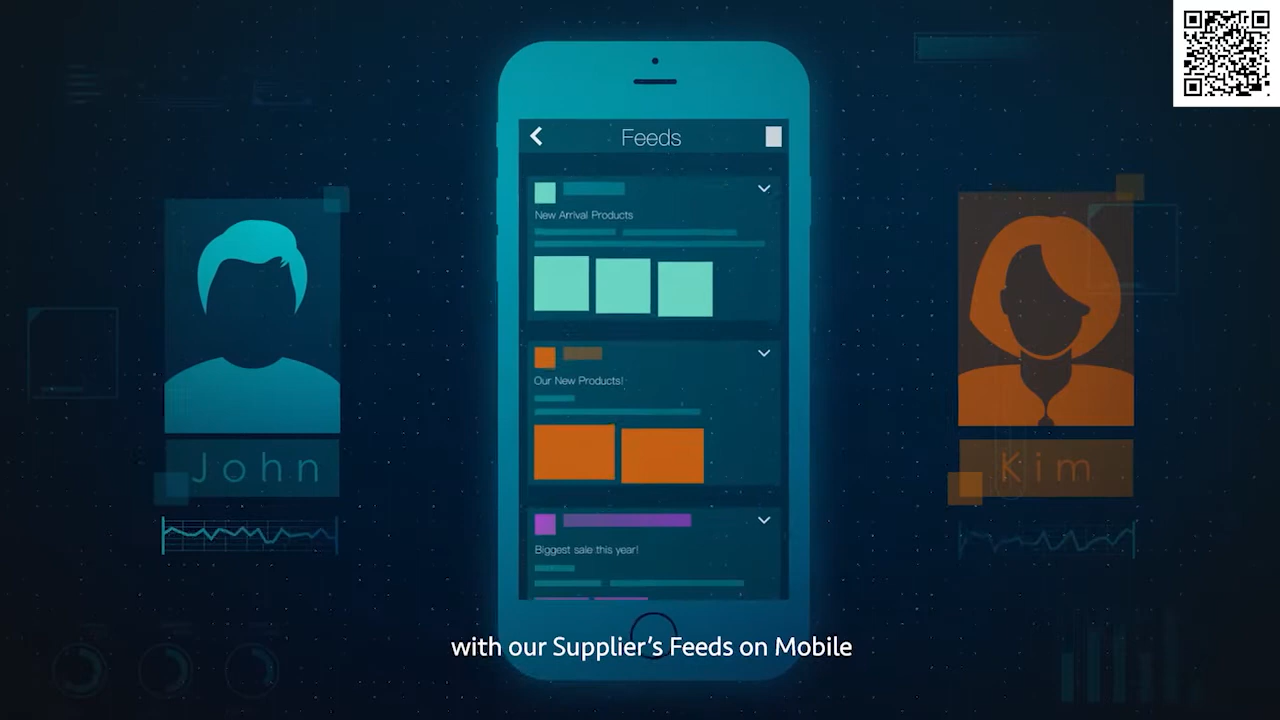 Feeds
New Arrival Products
Our New Products!
Biggest sale this year!
John
Kim
with our Supplier’s Feeds on Mobile